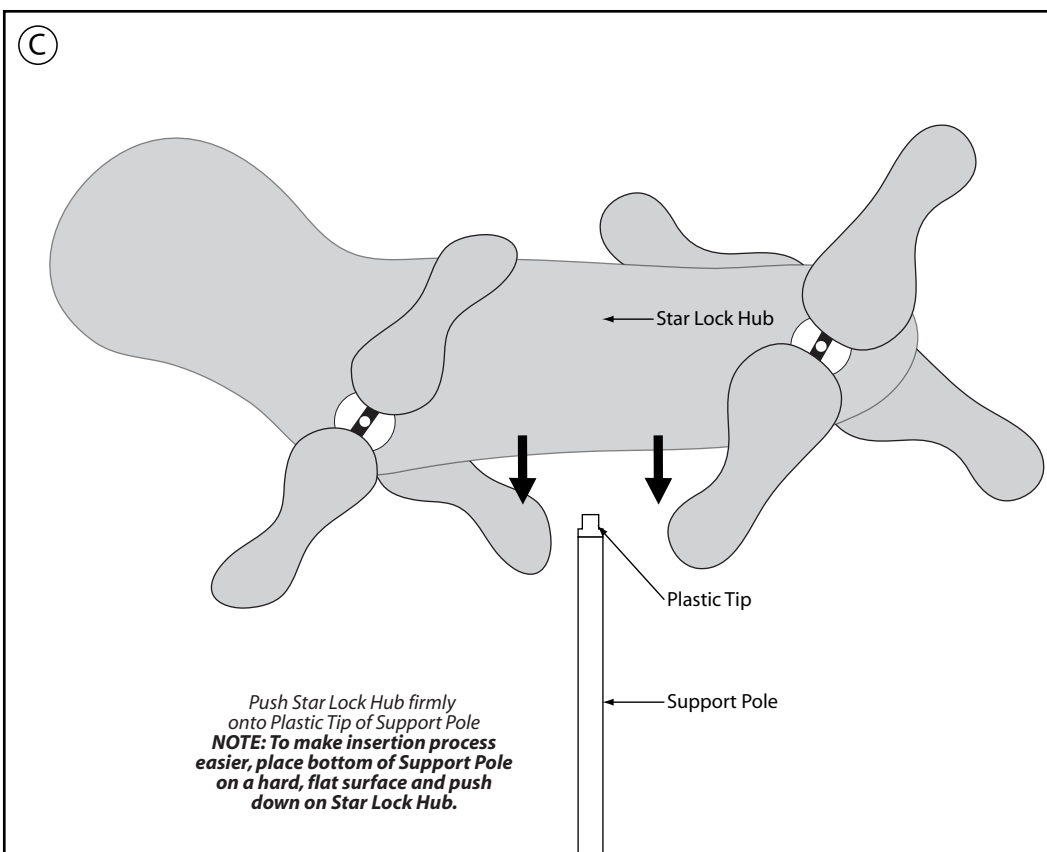 C
Star Lock Hub
Plastic Tip
Support Pole
Push Star Lock Hub firmly
onto Plastic Tip of Support Pole
NOTE: To make insertion process
easier, place bottom of Support Pole
on a hard, flat surface and push
down on Star Lock Hub.